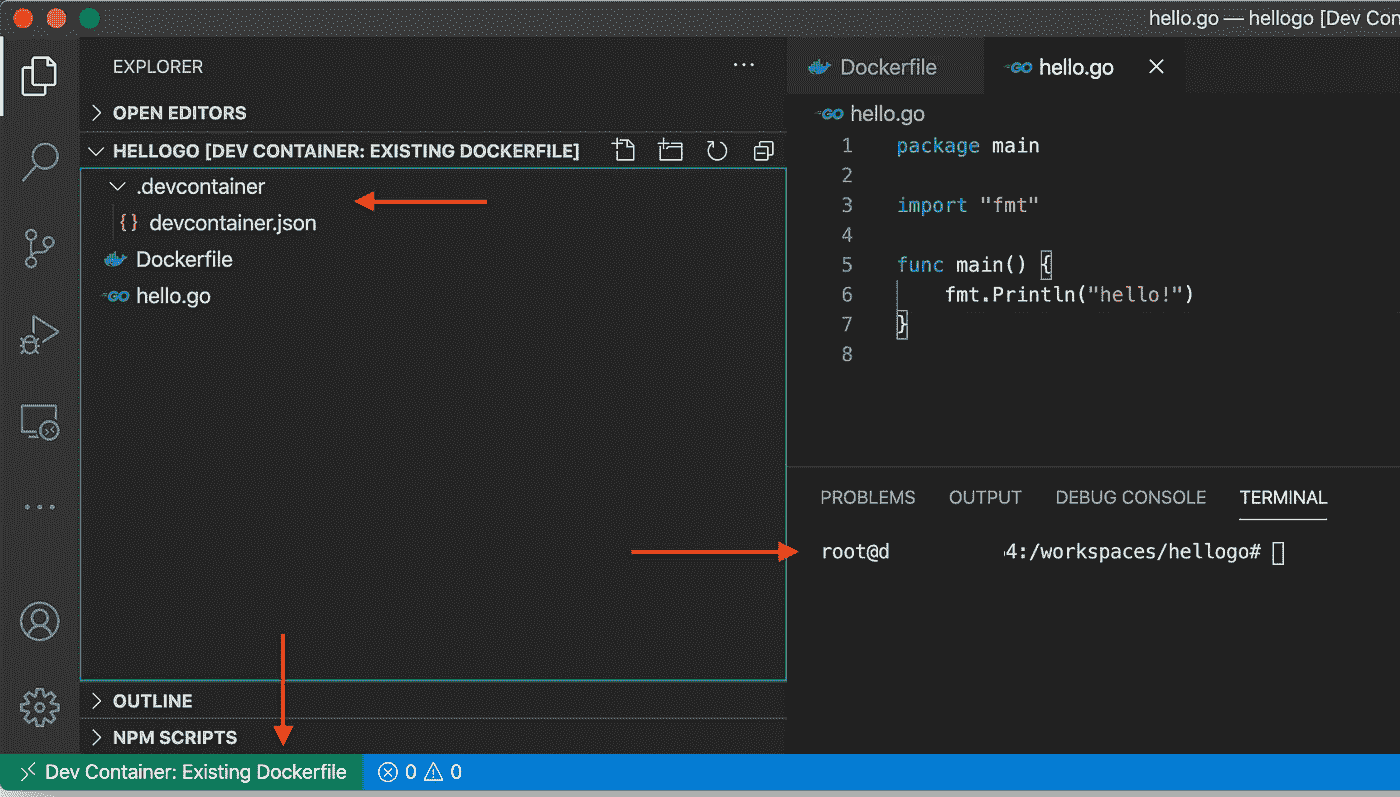 hello.go — hellogo [Dev Con
EXPLORER
OPEN EDITORS
HELLOGO [DEV CONTAINER: EXISTING DOCKERFILE]
.devcontainer
{ } devcontainer.json
Dockerfile
GO hello.go
OUTLINE
NPM SCRIPTS
Dockerfile
GO hello.go
GO hello.go
1 package main
2
3 import "fmt"
4
5 func main() {
6 fmt.Println("hello!")
7 }
8
PROBLEMS OUTPUT DEBUG CONSOLE TERMINAL
root@d 4:/workspaces/hellogo#
Dev Container: Existing Dockerfile 0 0